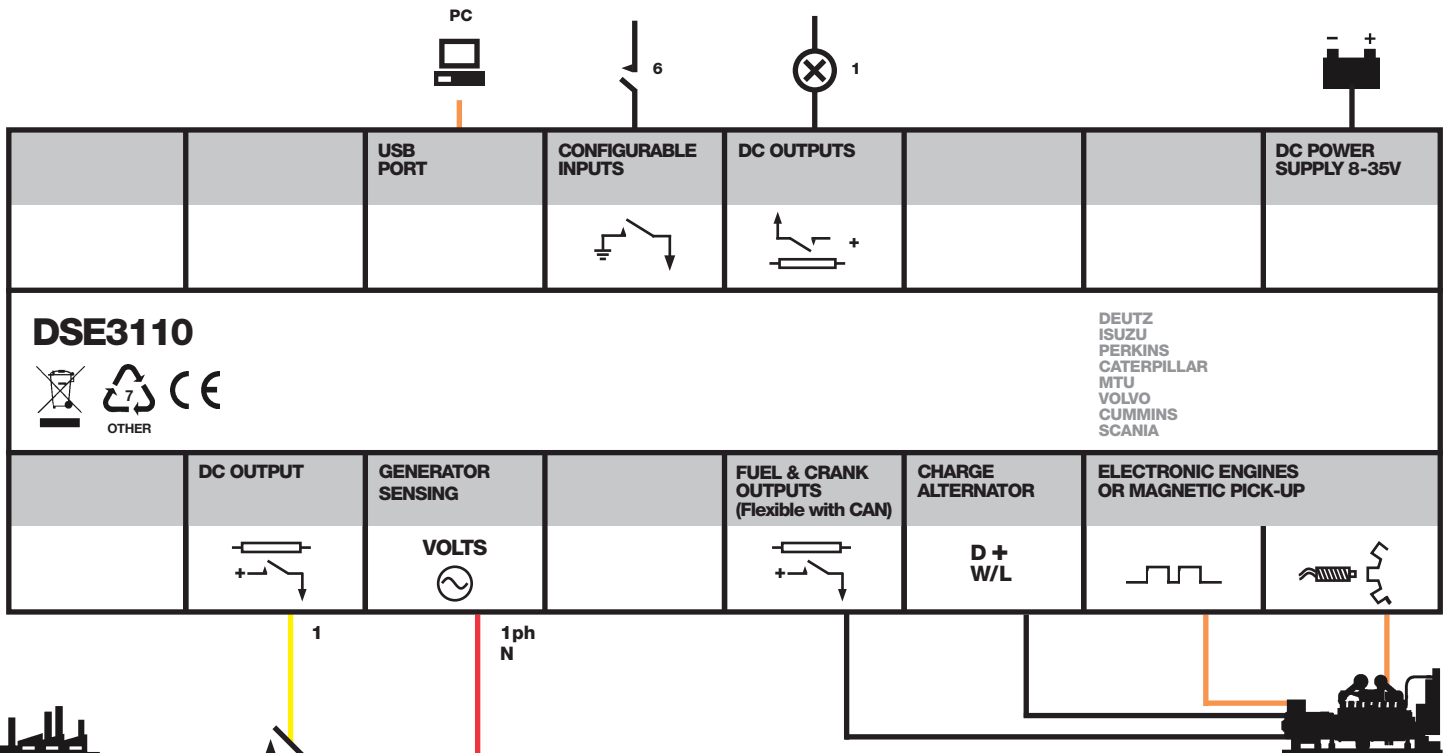 PC
6
1
- +
USB
PORT
CONFIGURABLE
INPUTS
DC OUTPUTS
DC POWER
SUPPLY 8-35V
+
DSE3110
7
OTHER
CE
DEUTZ
ISUZU
PERKINS
CATERPILLAR
MTU
VOLVO
CUMMINS
SCANIA
DC OUTPUT
GENERATOR
SENSING
FUEL & CRANK
OUTPUTS
(Flexible with CAN)
CHARGE
ALTERNATOR
ELECTRONIC ENGINES
OR MAGNETIC PICK-UP
+
VOLTS
+
D +
W/L
1
1ph
N